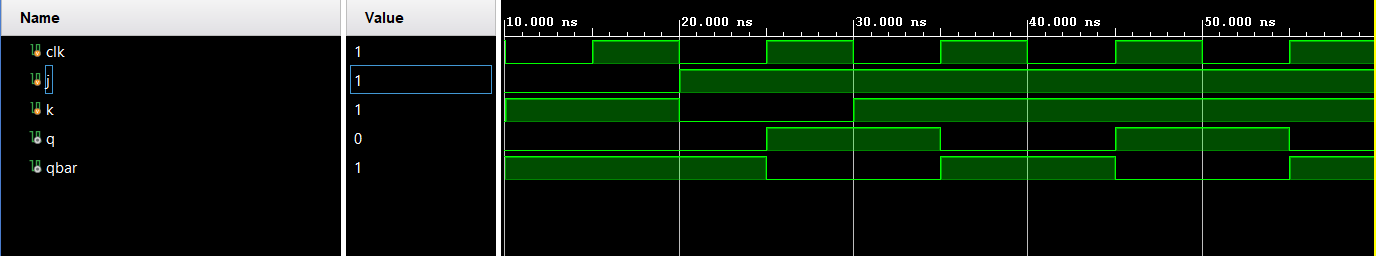 Name Value
10.000 ns 20.000 ns 30.000 ns 40.000 ns 50.000 ns
clk 1
j 1
k 1
q 0
qbar 1